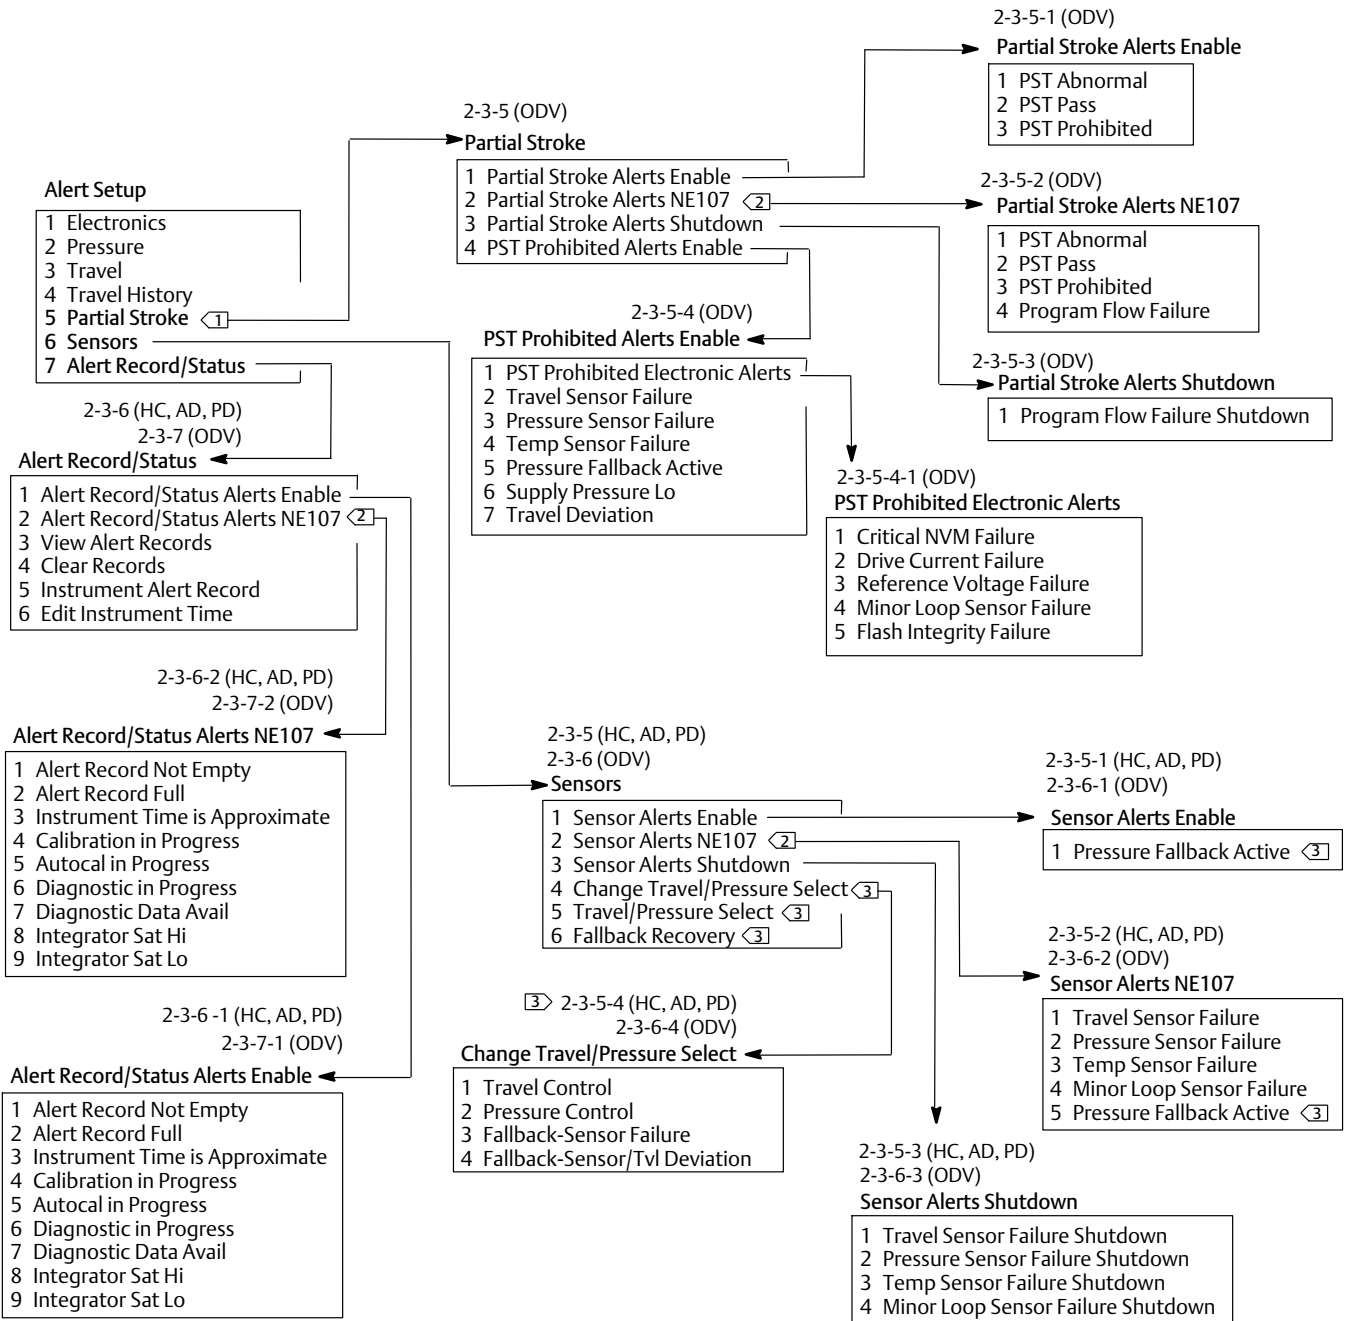 2-3-5-1 (ODV)
Partial Stroke Alerts Enable
1 PST Abnormal
2 PST Pass
3 PST Prohibited
2-3-5 (ODV)
Partial Stroke
1 Partial Stroke Alerts Enable
2 Partial Stroke Alerts NE107 2
3 Partial Stroke Alerts Shutdown
4 PST Prohibited Alerts Enable
2-3-5-2 (ODV)
Partial Stroke Alerts NE107
1 PST Abnormal
2 PST Pass
3 PST Prohibited
4 Program Flow Failure
Alert Setup
1 Electronics
2 Pressure
3 Travel
4 Travel History
5 Partial Stroke 1
6 Sensors
7 Alert Record/Status
2-3-5-4 (ODV)
PST Prohibited Alerts Enable
1 PST Prohibited Electronic Alerts
2 Travel Sensor Failure
3 Pressure Sensor Failure
4 Temp Sensor Failure
5 Pressure Fallback Active
6 Supply Pressure Lo
7 Travel Deviation
2-3-5-3 (ODV)
Partial Stroke Alerts Shutdown
1 Program Flow Failure Shutdown
2-3-6 (HC, AD, PD)
2-3-7 (ODV)
Alert Record/Status
1 Alert Record/Status Alerts Enable
2 Alert Record/Status Alerts NE107 2
3 View Alert Records
4 Clear Records
5 Instrument Alert Record
6 Edit Instrument Time
2-3-5-4-1 (ODV)
PST Prohibited Electronic Alerts
1 Critical NVM Failure
2 Drive Current Failure
3 Reference Voltage Failure
4 Minor Loop Sensor Failure
5 Flash Integrity Failure
2-3-6-2 (HC, AD, PD)
2-3-7-2 (ODV)
Alert Record/Status Alerts NE107
1 Alert Record Not Empty
2 Alert Record Full
3 Instrument Time is Approximate
4 Calibration in Progress
5 Autocal in Progress
6 Diagnostic in Progress
7 Diagnostic Data Avail
8 Integrator Sat Hi
9 Integrator Sat Lo
2-3-5 (HC, AD, PD)
2-3-6 (ODV)
Sensors
1 Sensor Alerts Enable
2 Sensor Alerts NE107 2
3 Sensor Alerts Shutdown
4 Change Travel/Pressure Select 3
5 Travel/Pressure Select 3
6 Fallback Recovery 3
2-3-5-1 (HC, AD, PD)
2-3-6-1 (ODV)
Sensor Alerts Enable
1 Pressure Fallback Active 3
2-3-5-2 (HC, AD, PD)
2-3-6-2 (ODV)
Sensor Alerts NE107
1 Travel Sensor Failure
2 Pressure Sensor Failure
3 Temp Sensor Failure
4 Minor Loop Sensor Failure
5 Pressure Fallback Active 3
3 2-3-5-4 (HC, AD, PD)
2-3-6-4 (ODV)
Change Travel/Pressure Select
1 Travel Control
2 Pressure Control
3 Fallback-Sensor Failure
4 Fallback-Sensor/Tvl Deviation
2-3-6 -1 (HC, AD, PD)
2-3-7-1 (ODV)
Alert Record/Status Alerts Enable
1 Alert Record Not Empty
2 Alert Record Full
3 Instrument Time is Approximate
4 Calibration in Progress
5 Autocal in Progress
6 Diagnostic in Progress
7 Diagnostic Data Avail
8 Integrator Sat Hi
9 Integrator Sat Lo
2-3-5-3 (HC, AD, PD)
2-3-6-3 (ODV)
Sensor Alerts Shutdown
1 Travel Sensor Failure Shutdown
2 Pressure Sensor Failure Shutdown
3 Temp Sensor Failure Shutdown
4 Minor Loop Sensor Failure Shutdown